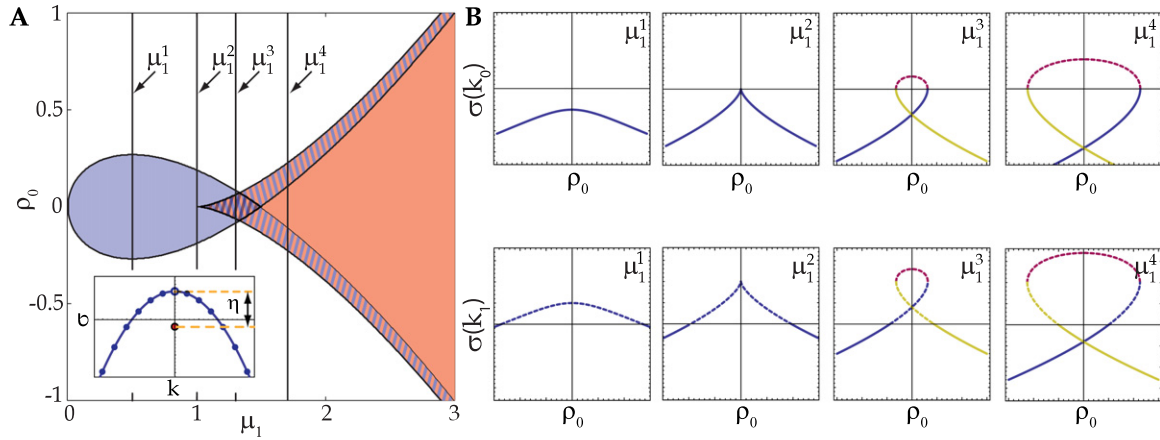 A
1
0.5
0
-0.5
-1
ρ₀
μ₁¹
μ₁²
μ₁³
μ₁⁴
σ
η
k
0
1
2
3
μ₁
B
σ(k₀)
μ₁¹
μ₁²
μ₁³
μ₁⁴
ρ₀
ρ₀
ρ₀
ρ₀
σ(k₁)
μ₁¹
μ₁²
μ₁³
μ₁⁴
ρ₀
ρ₀
ρ₀
ρ₀